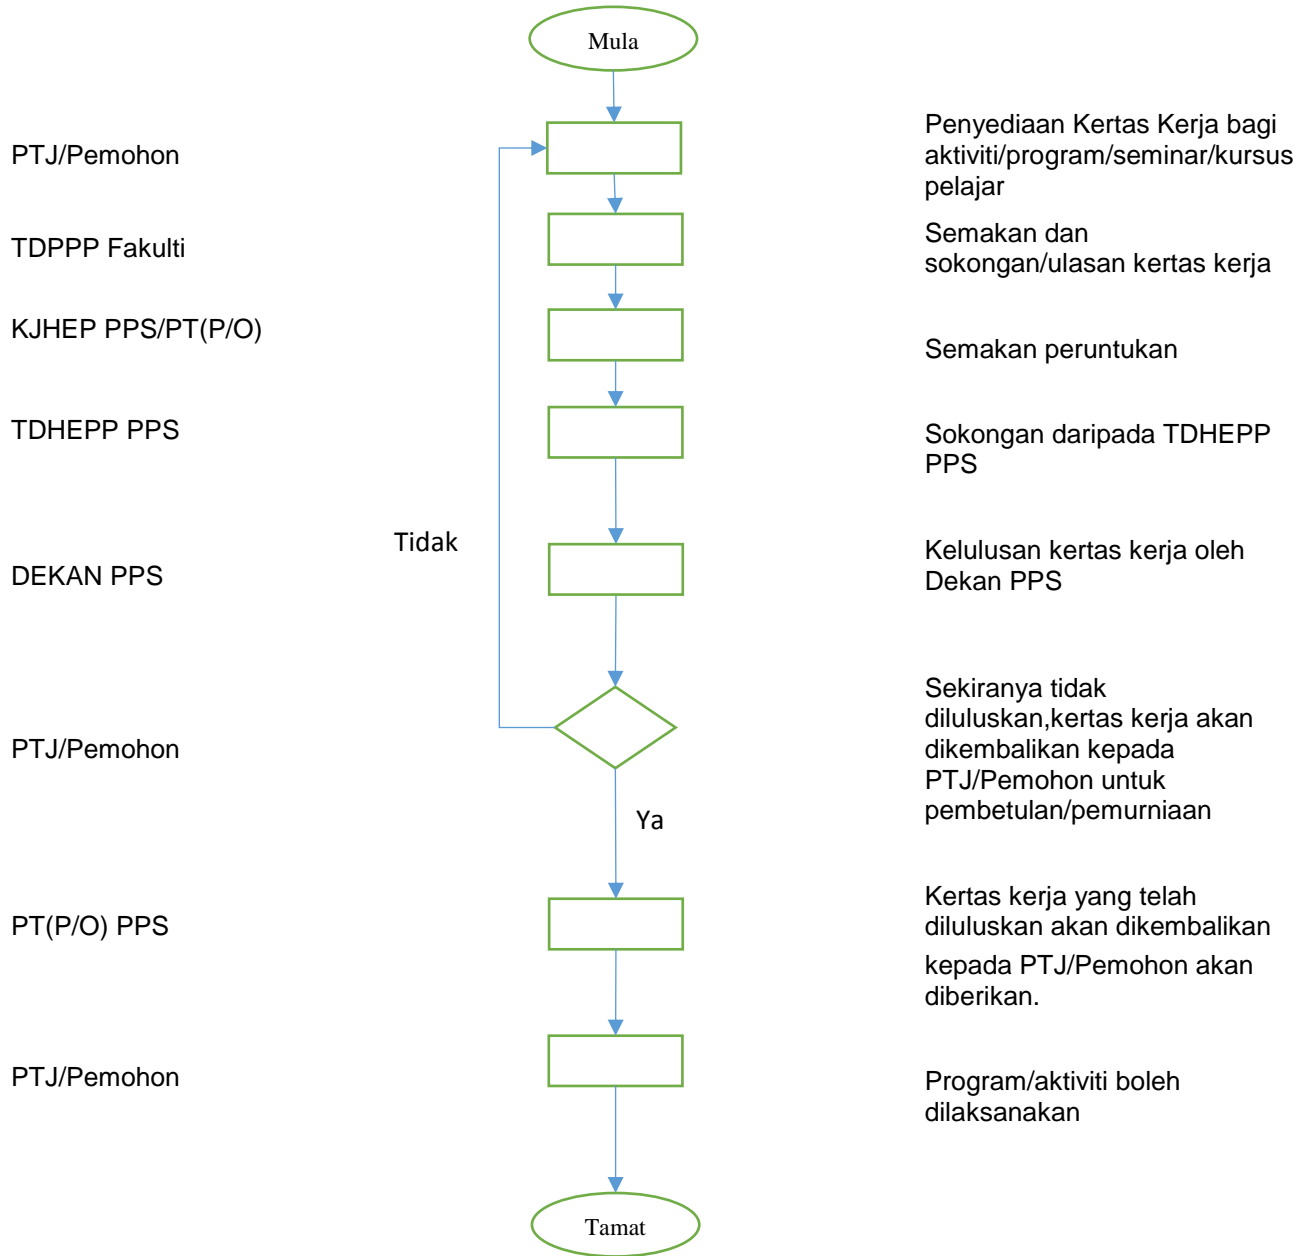 Mula
PTJ/Pemohon
Penyediaan Kertas Kerja bagi
aktiviti/program/seminar/kursus
pelajar
TDPPP Fakulti
Semakan dan
sokongan/ulasan kertas kerja
KJHEP PPS/PT(P/O)
Semakan peruntukan
TDHEPP PPS
Sokongan daripada TDHEPP
PPS
Tidak
DEKAN PPS
Kelulusan kertas kerja oleh
Dekan PPS
PTJ/Pemohon
Sekiranya tidak
diluluskan,kertas kerja akan
dikembalikan kepada
PTJ/Pemohon untuk
pembetulan/pemurniaan
Ya
PT(P/O) PPS
Kertas kerja yang telah
diluluskan akan dikembalikan
kepada PTJ/Pemohon akan
diberikan.
PTJ/Pemohon
Program/aktiviti boleh
dilaksanakan
Tamat